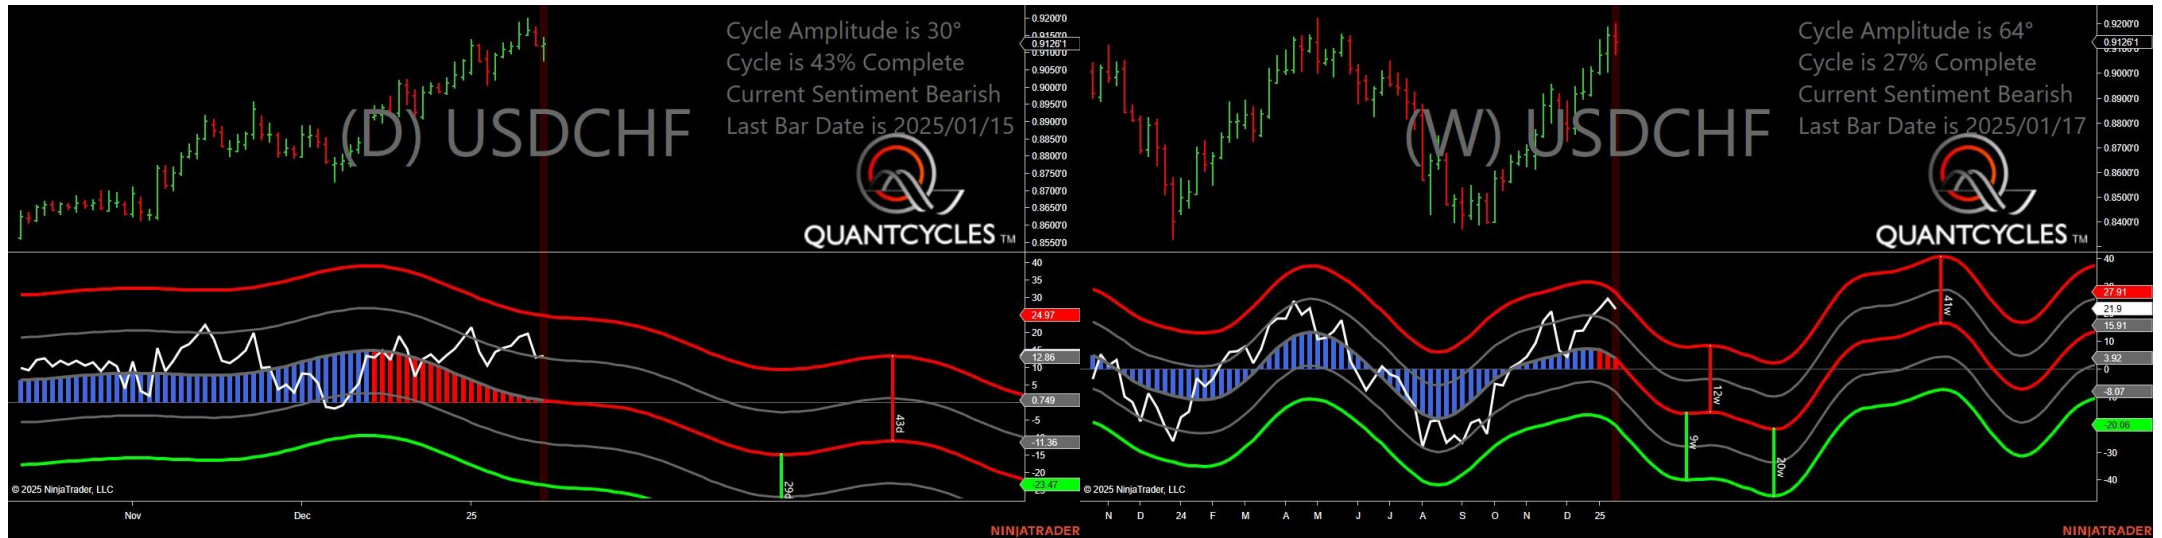 Cycle Amplitude is 30°
Cycle is 43% Complete
Current Sentiment Bearish
Last Bar Date is 2025/01/15
(D) USDCHF
QUANTCYCLES TM
0.9200'0
0.9126'1
0.9100'0
0.9050'0
0.9000'0
0.8950'0
0.8900'0
0.8850'0
0.8800'0
0.8750'0
0.8700'0
0.8650'0
0.8600'0
0.8550'0
40
35
30
24.97
20
12.86
10
5
0.749
-5
-11.36
-15
-20
-23.47
43d
29d
© 2025 NinjaTrader, LLC
Nov
Dec
25
NINJATRADER
Cycle Amplitude is 64°
Cycle is 27% Complete
Current Sentiment Bearish
Last Bar Date is 2025/01/17
(W) USDCHF
QUANTCYCLES TM
0.9200'0
0.9126'1
0.9000'0
0.8900'0
0.8800'0
0.8700'0
0.8600'0
0.8500'0
0.8400'0
40
27.91
21.9
15.91
10
3.92
0
-8.07
-20.06
-30
-40
41w
12w
9w
20w
© 2025 NinjaTrader, LLC
N D 24 F M A M J J A S O N D 25
NINJATRADER